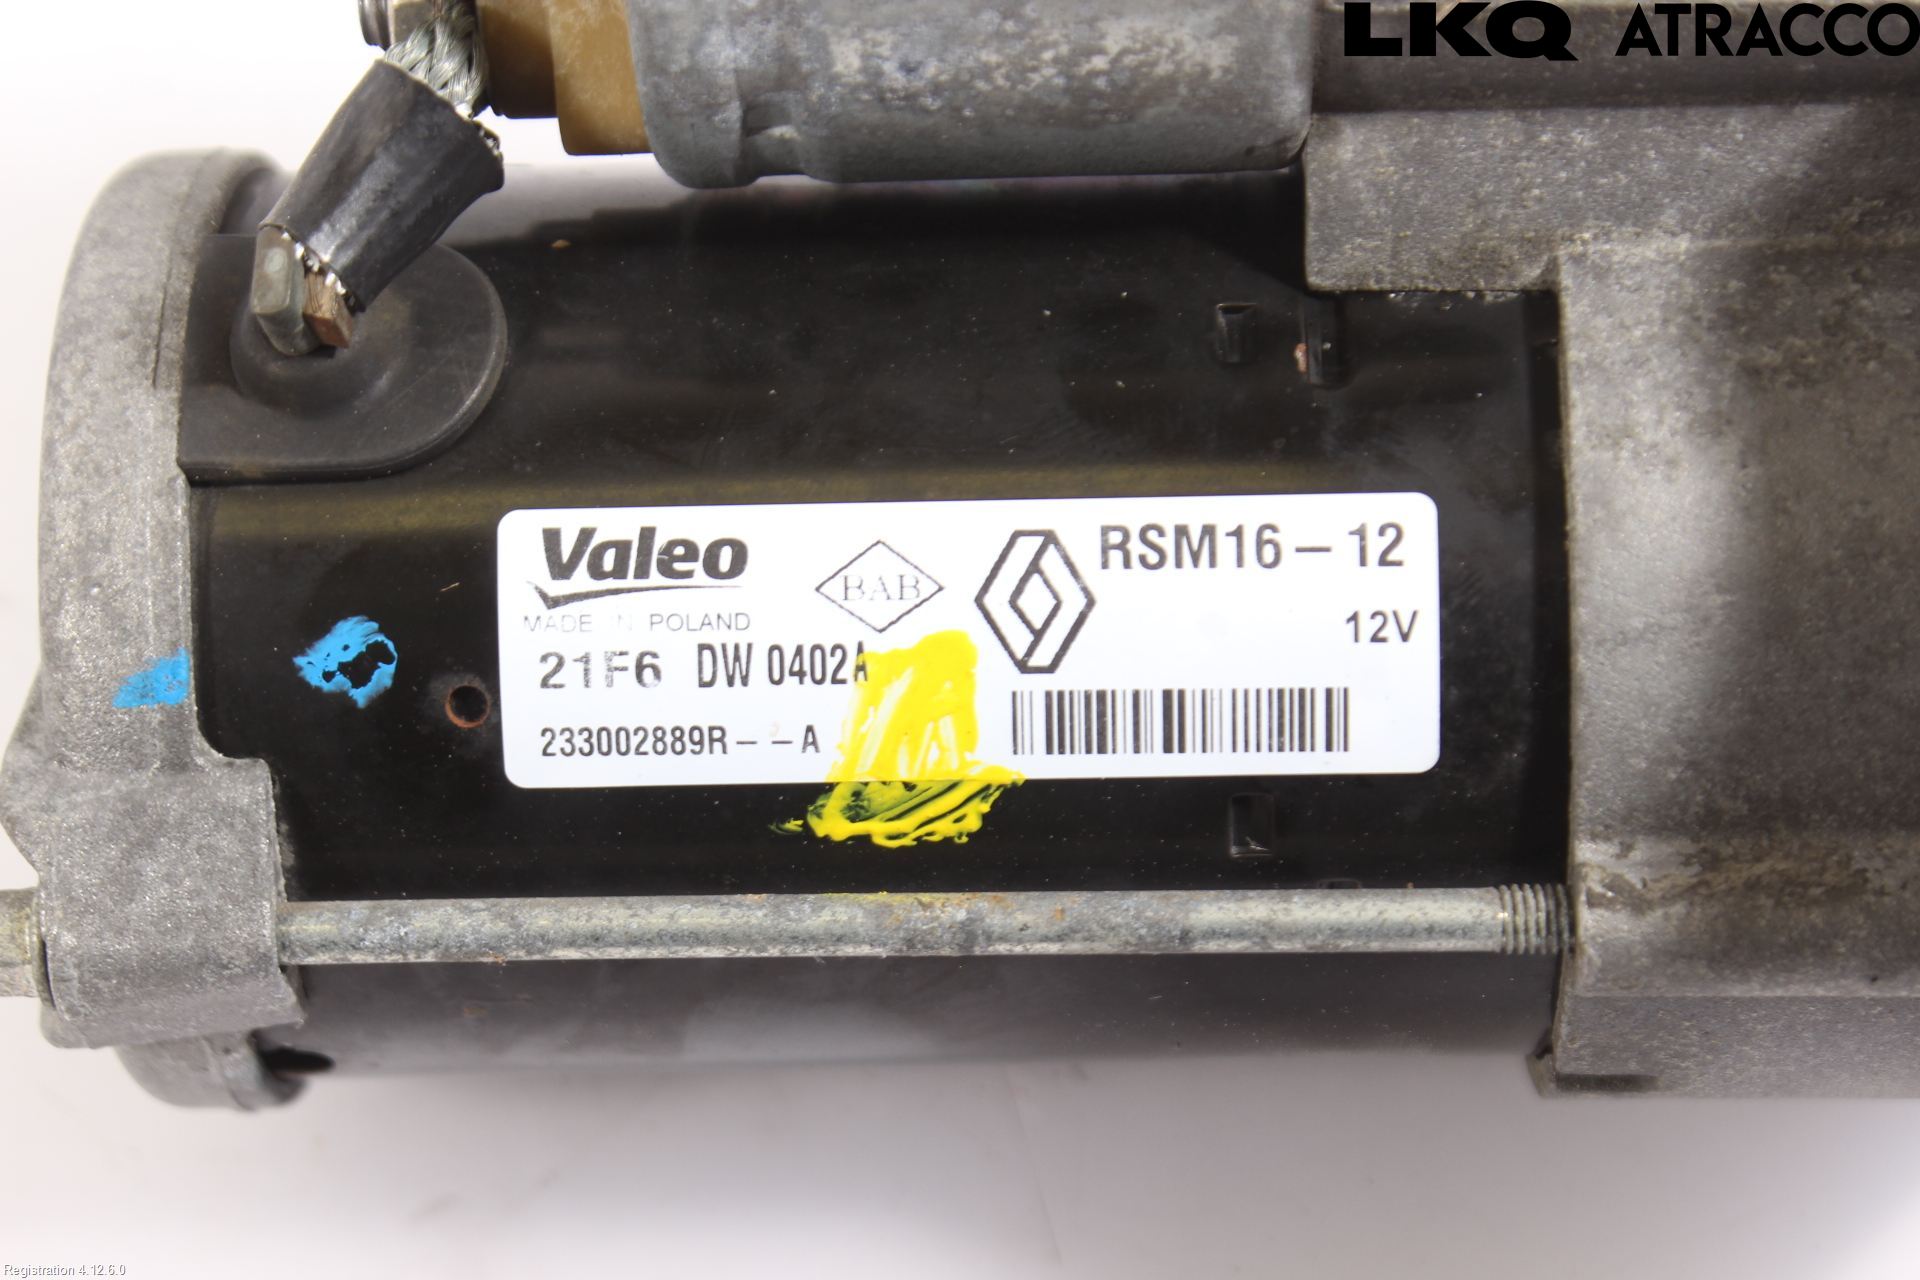 LKQ ATRACCO
Valeo
MADE IN POLAND
BAB
RSM16-12
12V
21F6 DW 0402A
233002889R- -A
Registration 4.12.6.0